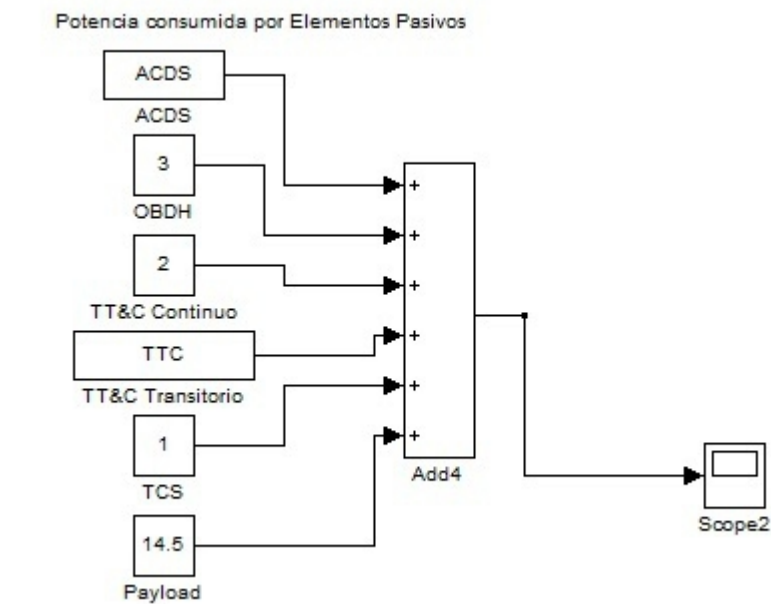 Potencia consumida por Elementos Pasivos
ACDS
ACDS
3
OBDH
2
TT&C Continuo
TTC
TT&C Transitorio
1
TCS
14.5
Payload
+
+
+
+
+
+
Add4
Scope2